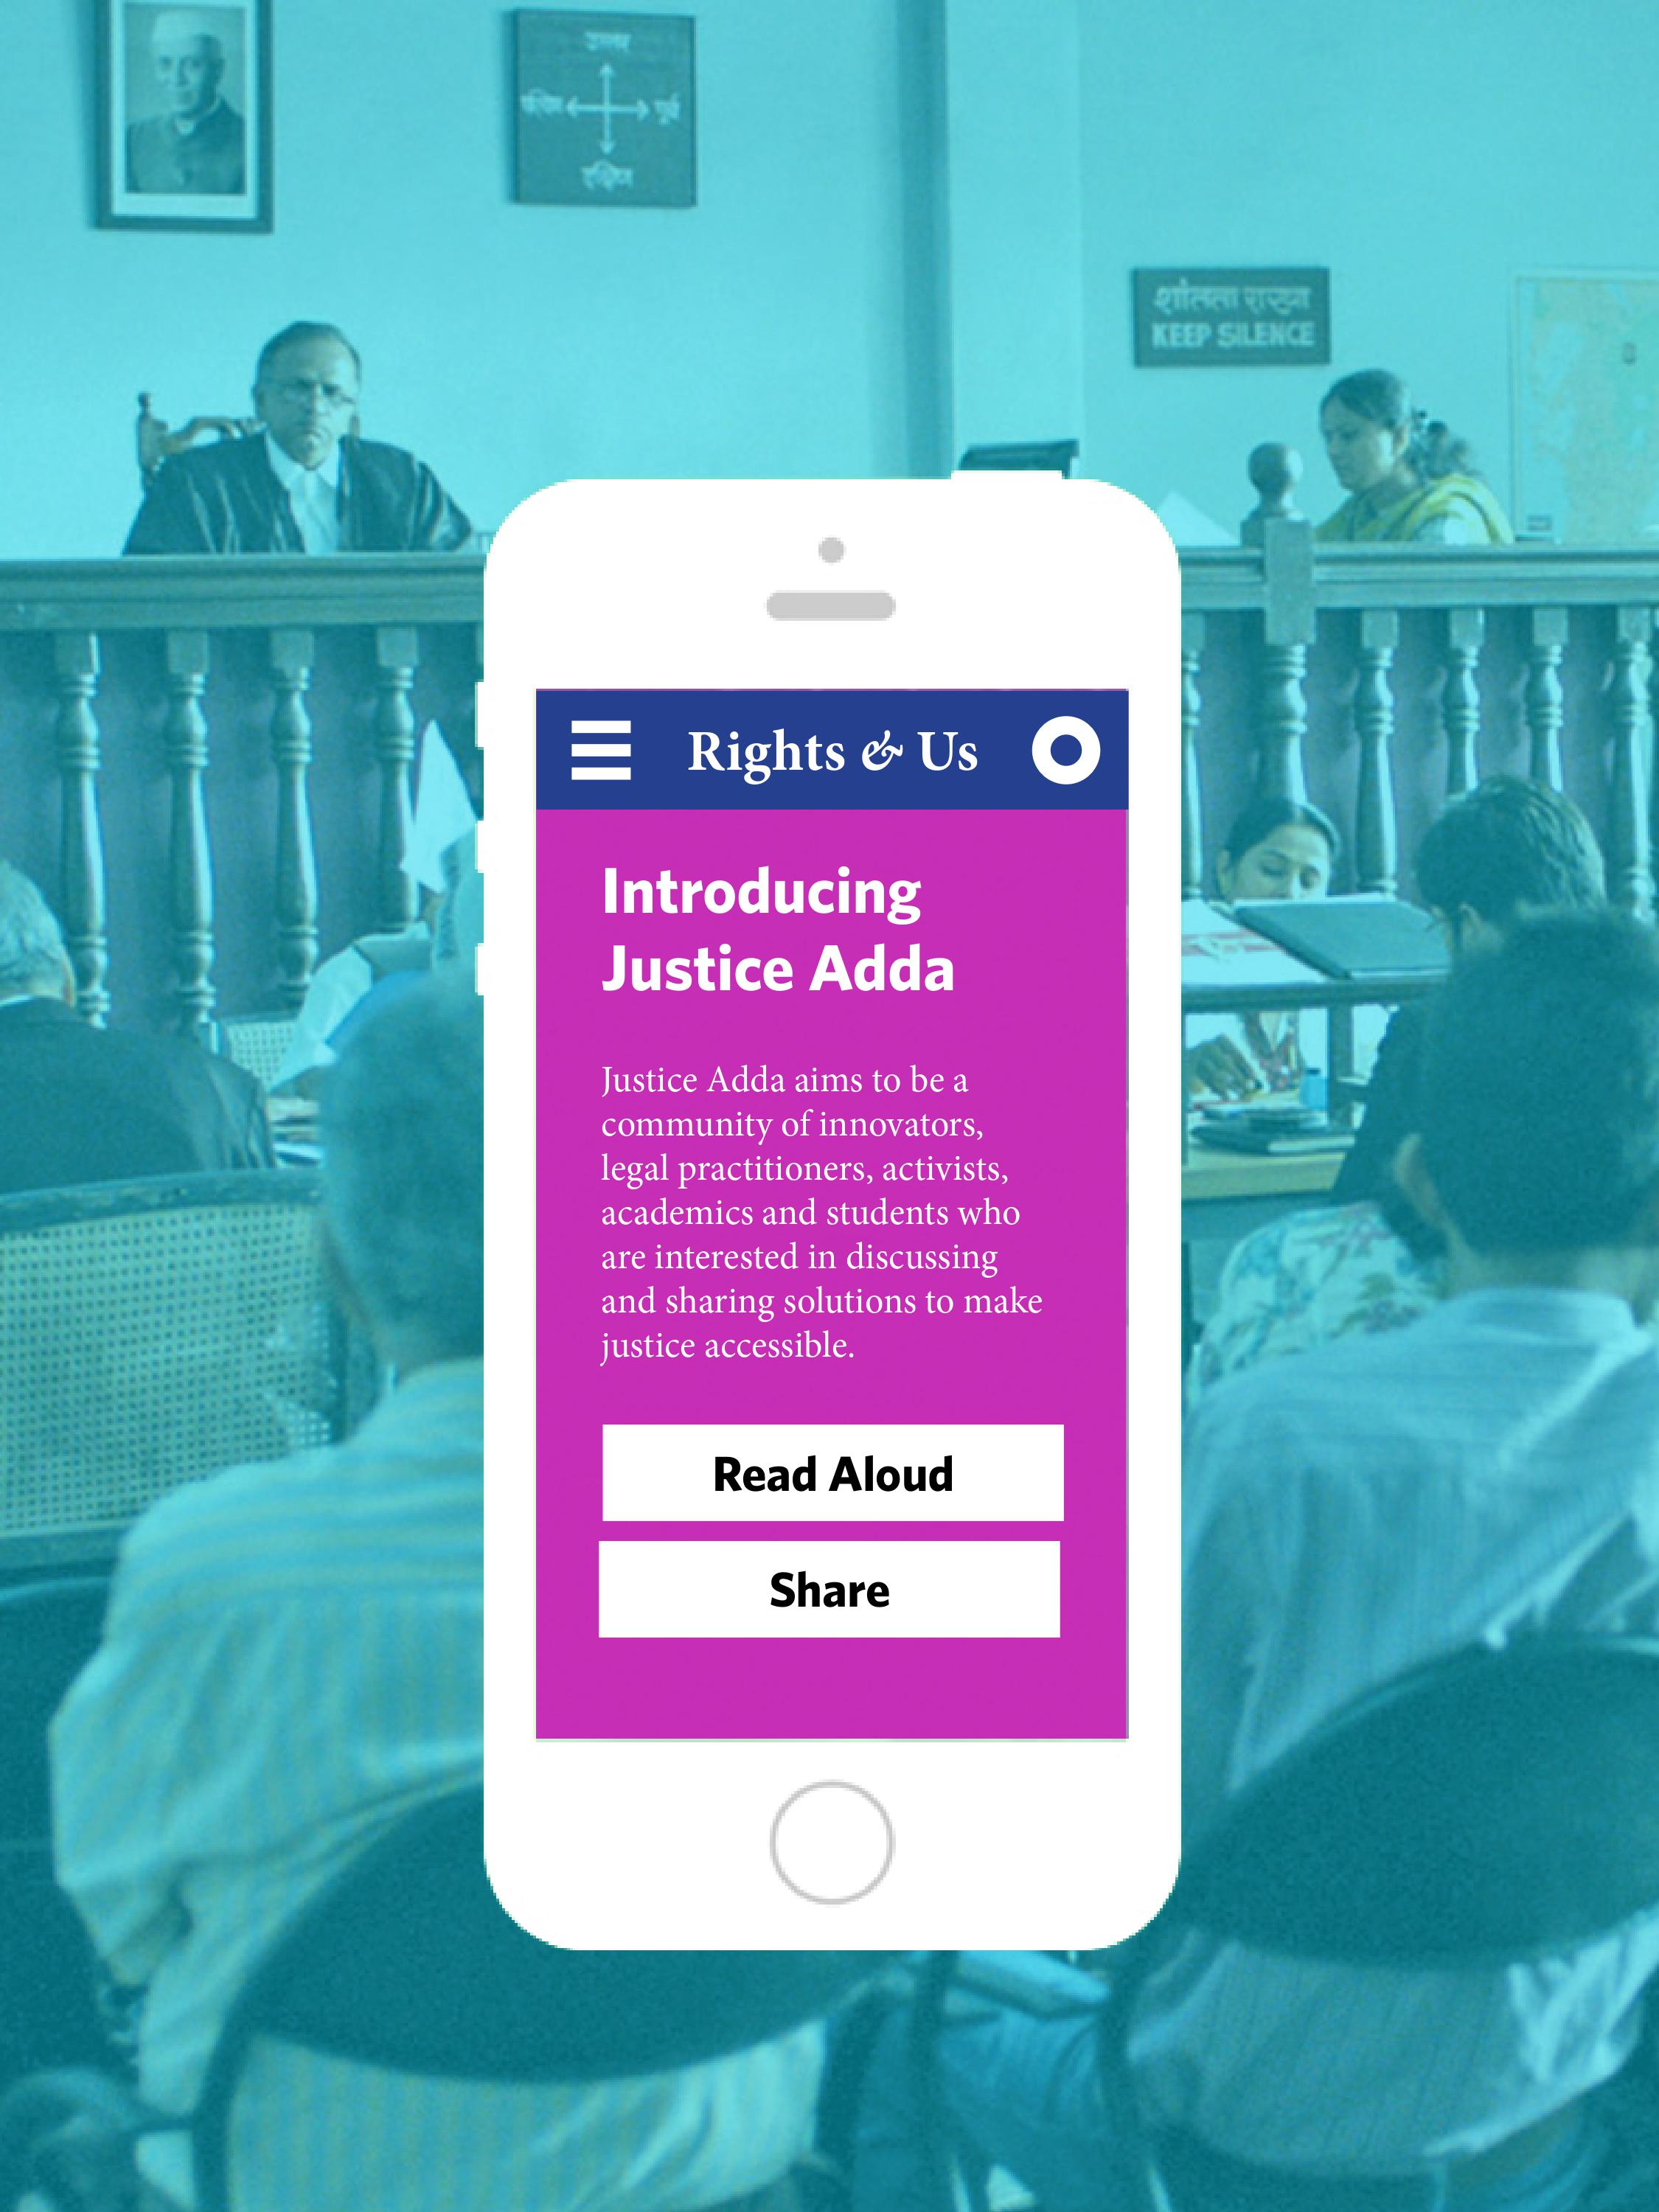 उत्तर
पश्चिम पूर्व
दक्षिण
शांतता राखा
KEEP SILENCE
Rights & Us
Introducing
Justice Adda
Justice Adda aims to be a
community of innovators,
legal practitioners, activists,
academics and students who
are interested in discussing
and sharing solutions to make
justice accessible.
Read Aloud
Share